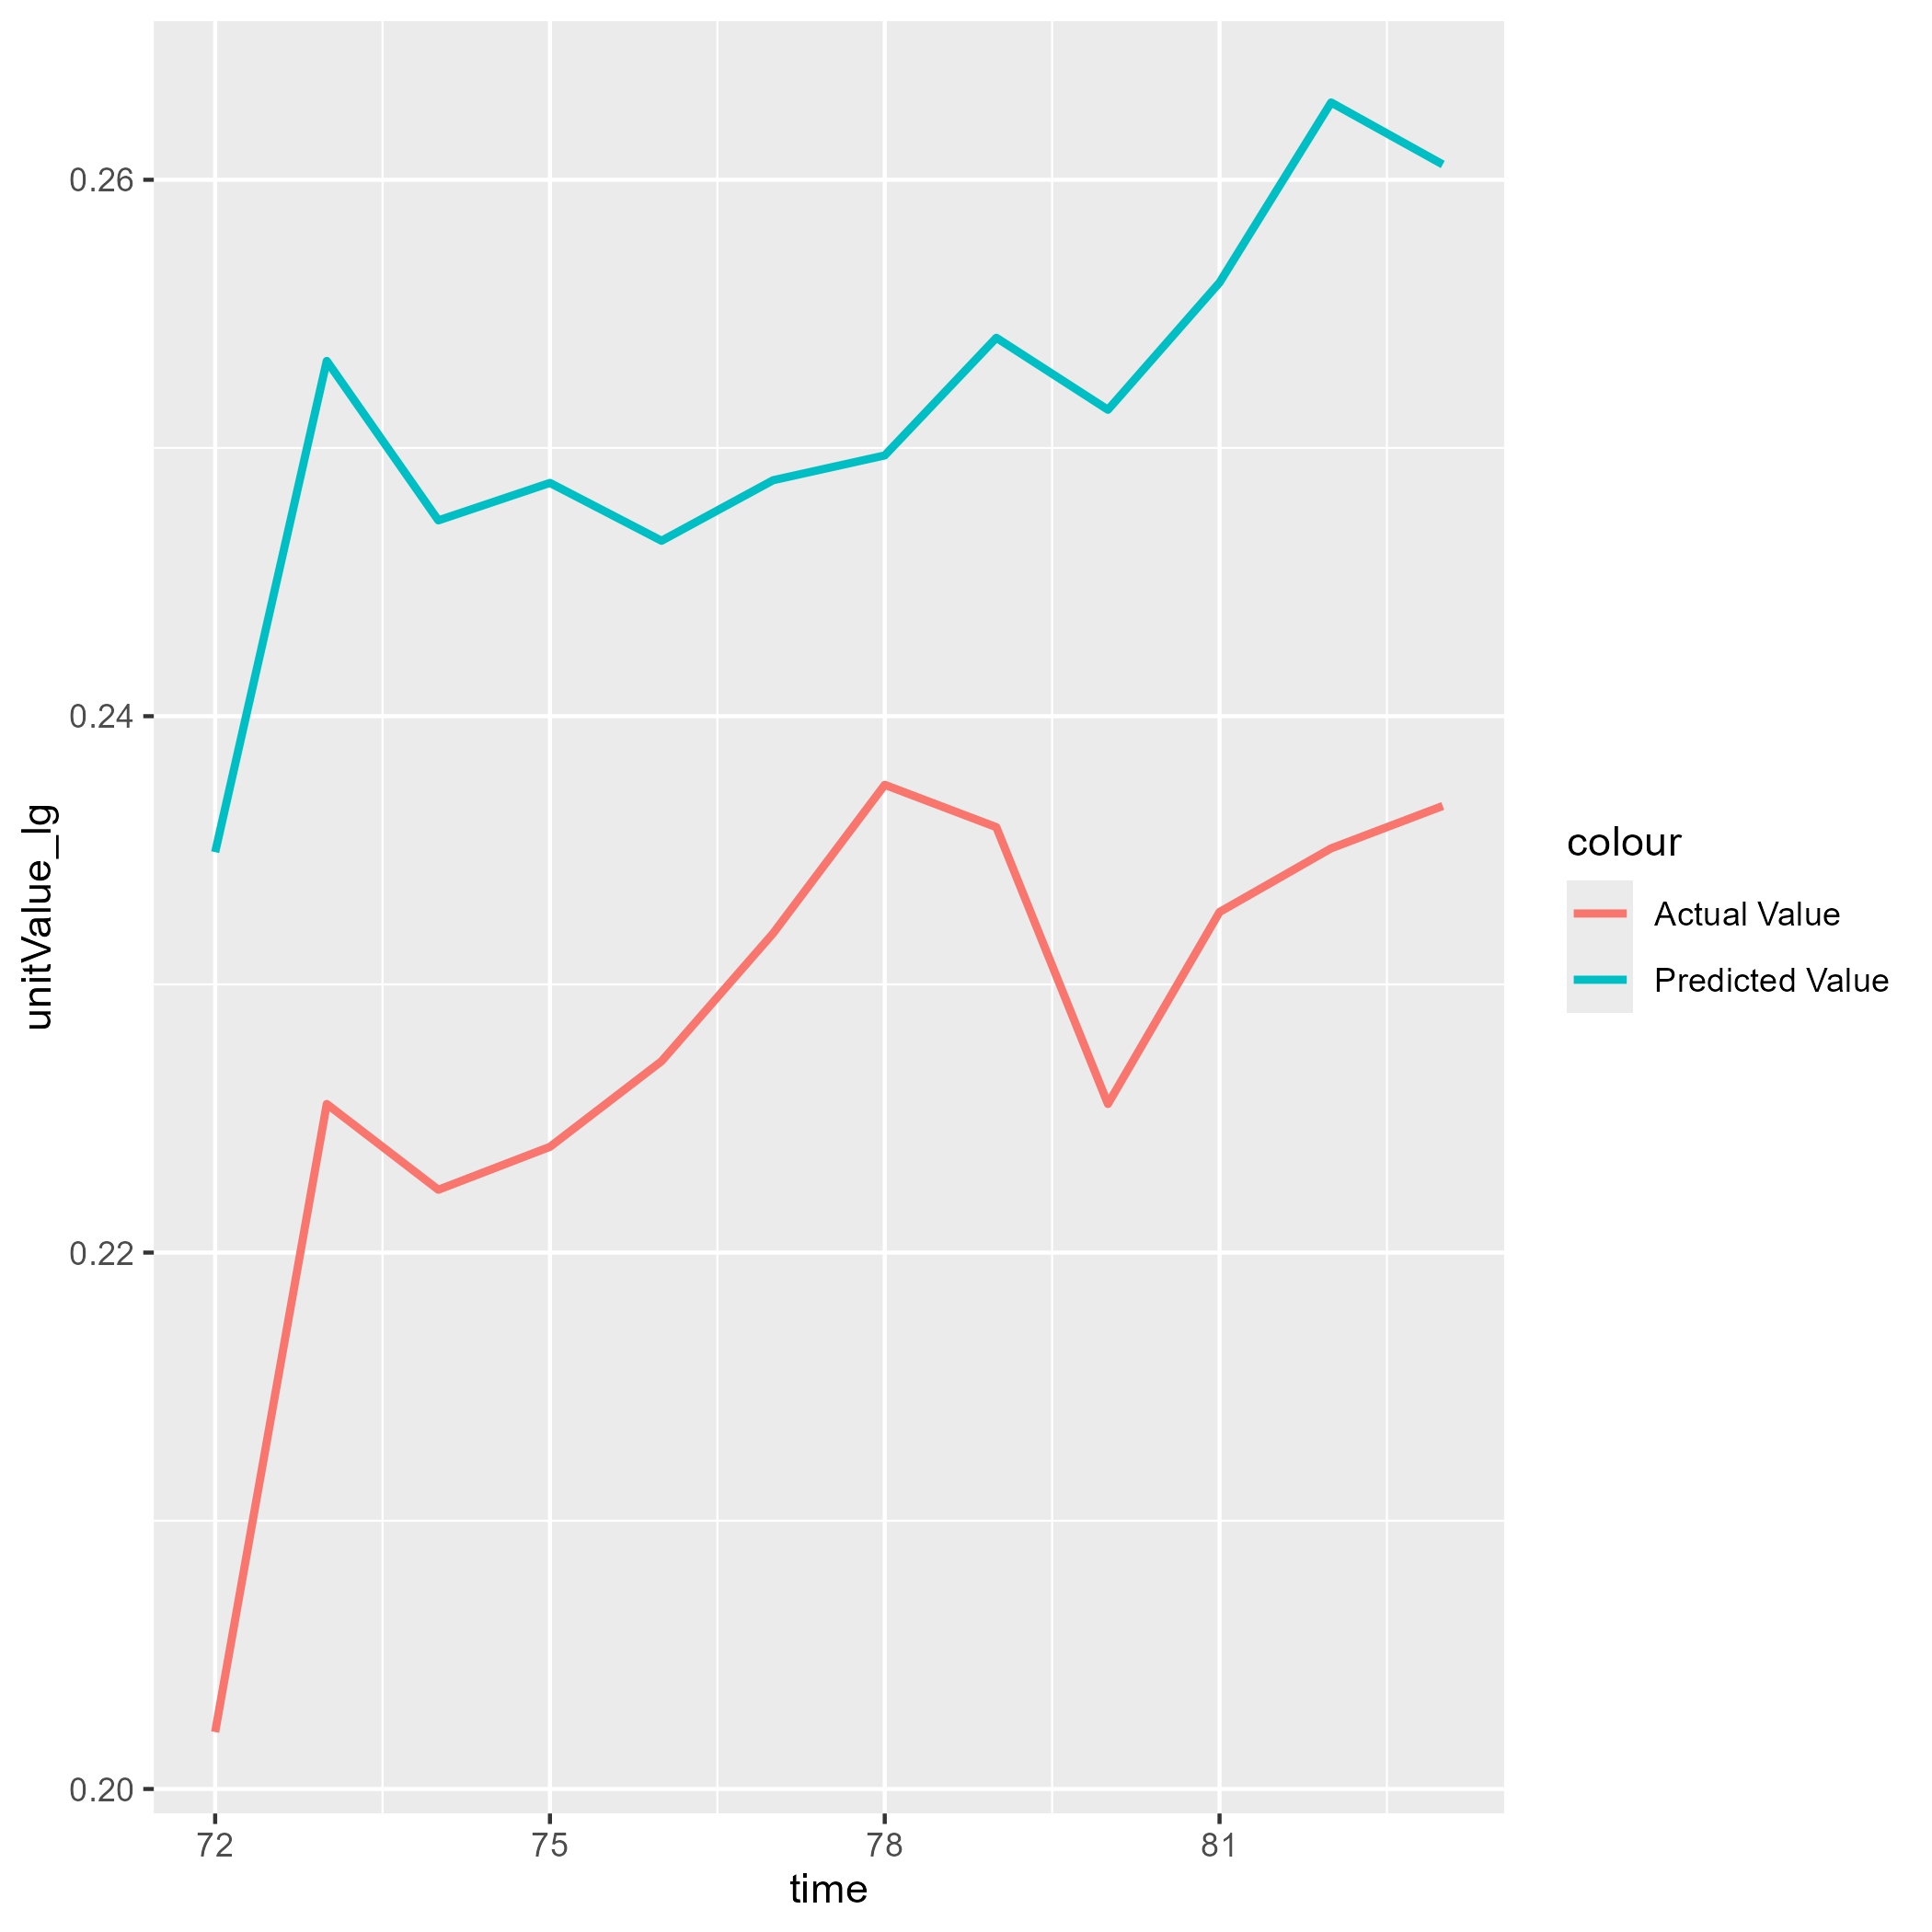 0.26
0.24
0.22
0.20
unitValue_lg
72 75 78 81
time
colour
Actual Value
Predicted Value